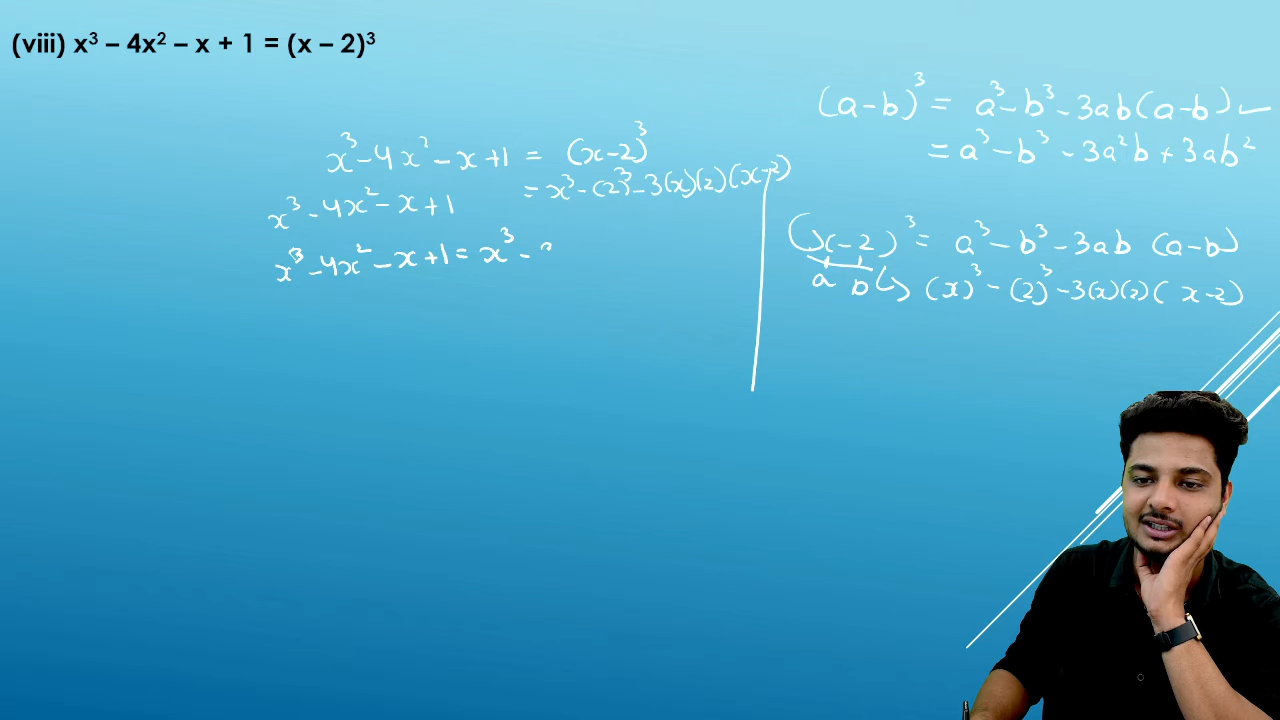 (viii) x³ – 4x² – x + 1 = (x – 2)³
x³ - 4x² - x + 1 = (x-2)³
= x³ - (2)³ - 3(x)(2)(x-2)
x³ - 4x² - x + 1
x³ - 4x² - x + 1 = x³ -
(a-b)³ = a³ - b³ - 3ab(a-b)
= a³ - b³ - 3a²b + 3ab²
(x-2)³ = a³ - b³ - 3ab (a-b)
a b (x)³ - (2)³ - 3(x)(2)(x-2)